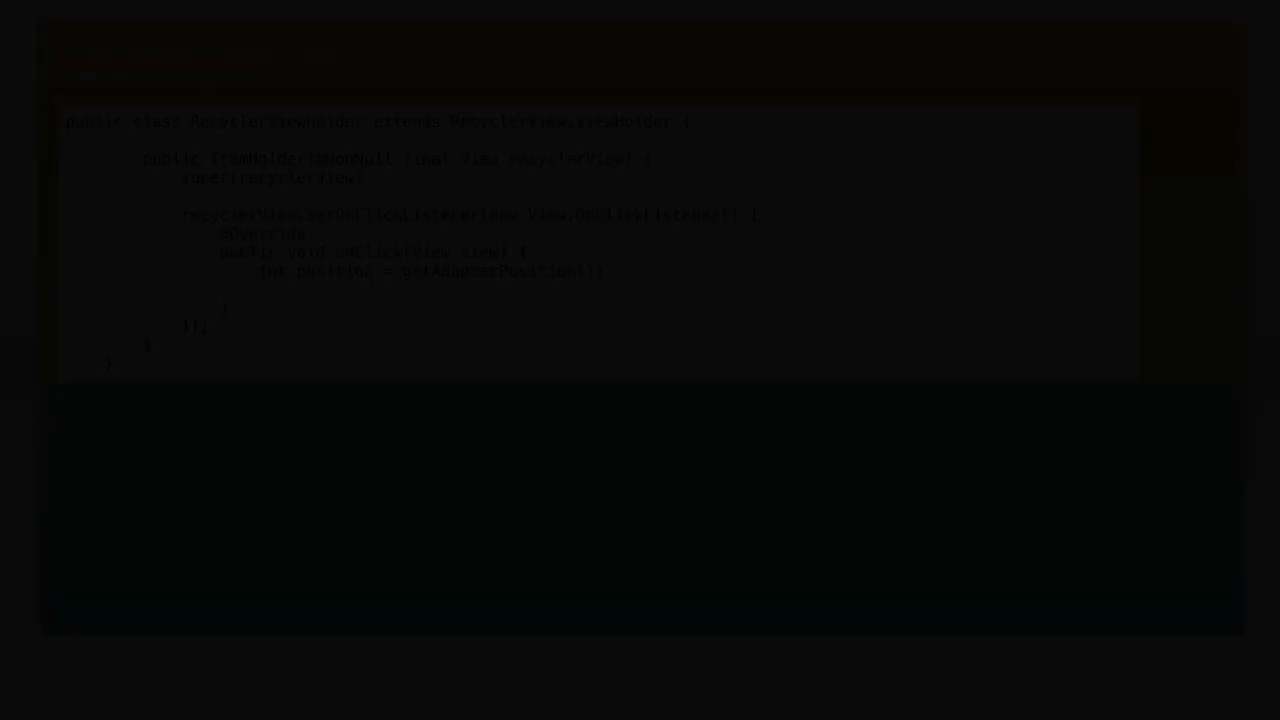 public class RecyclerViewHolder extends RecyclerView.ViewHolder {
public ItemHolder(@NonNull final View recyclerView) {
super(recyclerView)
recyclerView.setOnClickListener(new View.OnClickListener() {
@Override
public void onClick(View view) {
int position = getAdapterPosition();
}
});
}
}